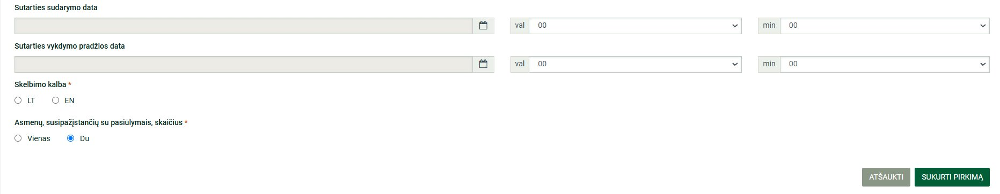 Sutarties sudarymo data
val 00 min 00
Sutarties vykdymo pradžios data
val 00 min 00
Skelbimo kalba *
LT EN
Asmenų, susipažįstančių su pasiūlymais, skaičius *
Vienas Du
ATŠAUKTI SUKURTI PIRKIMĄ